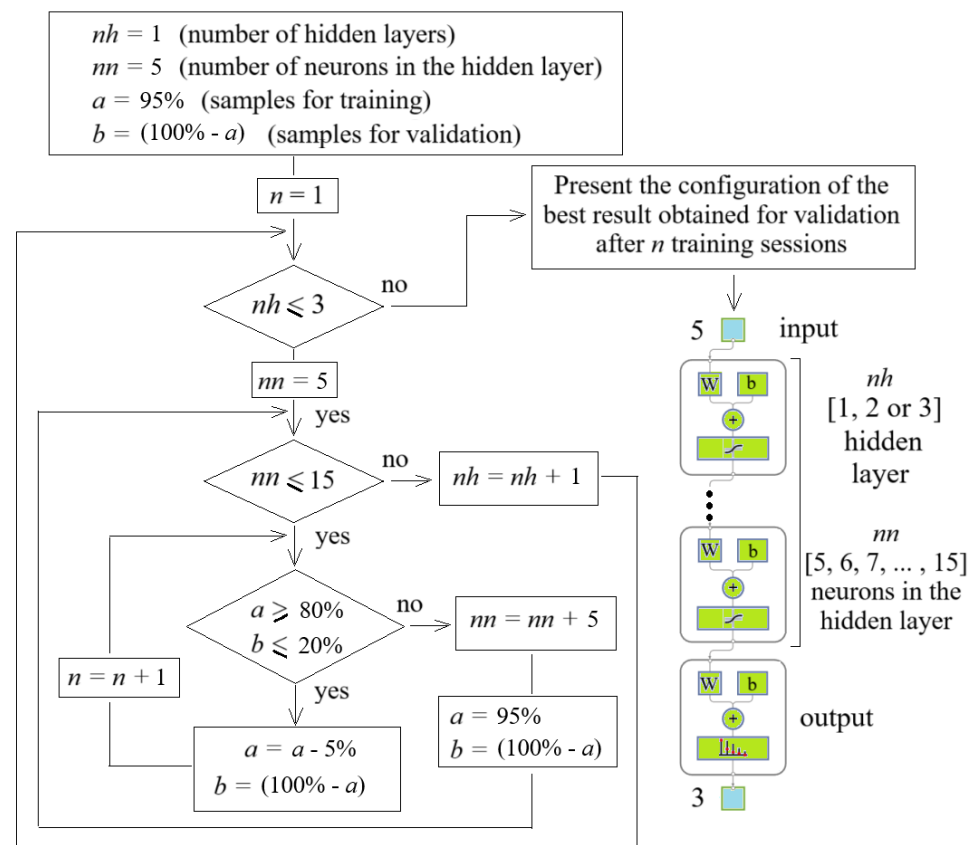 nh = 1 (number of hidden layers)
nn = 5 (number of neurons in the hidden layer)
a = 95% (samples for training)
b = (100% - a) (samples for validation)
n = 1
Present the configuration of the
best result obtained for validation
after n training sessions
nh ⩽ 3
no
nn = 5
yes
nn ⩽ 15
no
nh = nh + 1
yes
a ⩾ 80%
b ⩽ 20%
no
nn = nn + 5
n = n + 1
yes
a = a - 5%
b = (100% - a)
a = 95%
b = (100% - a)
5
input
W
b
+
nh
[1, 2 or 3]
hidden
layer
W
b
+
nn
[5, 6, 7, ... , 15]
neurons in the
hidden layer
W
b
+
output
3